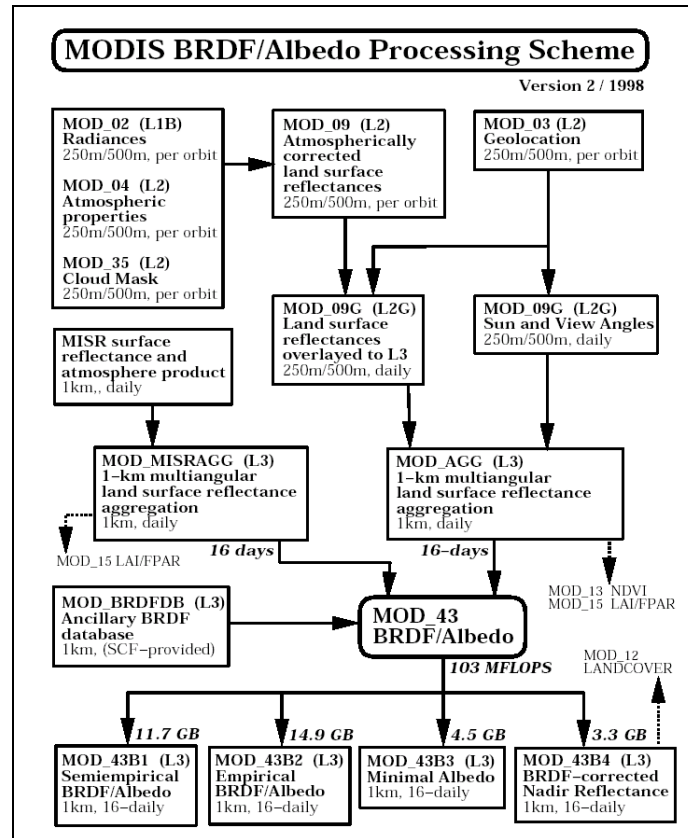 MODIS BRDF/Albedo Processing Scheme
Version 2 / 1998
MOD_02 (L1B)
Radiances
250m/500m, per orbit
MOD_04 (L2)
Atmospheric
properties
250m/500m, per orbit
MOD_35 (L2)
Cloud Mask
250m/500m, per orbit
MOD_09 (L2)
Atmospherically
corrected
land surface
reflectances
250m/500m, per orbit
MOD_03 (L2)
Geolocation
250m/500m, per orbit
MOD_09G (L2G)
Land surface
reflectances
overlayed to L3
250m/500m, daily
MOD_09G (L2G)
Sun and View Angles
250m/500m, daily
MISR surface
reflectance and
atmosphere product
1km,, daily
MOD_MISRAGG (L3)
1-km multiangular
land surface reflectance
aggregation
1km, daily
MOD_AGG (L3)
1-km multiangular
land surface reflectance
aggregation
1km, daily
16 days
16-days
MOD_15 LAI/FPAR
MOD_13 NDVI
MOD_15 LAI/FPAR
MOD_BRDFDB (L3)
Ancillary BRDF
database
1km, (SCF-provided)
MOD_43
BRDF/Albedo
103 MFLOPS
MOD_12
LANDCOVER
11.7 GB
14.9 GB
4.5 GB
3.3 GB
MOD_43B1 (L3)
Semiempirical
BRDF/Albedo
1km, 16-daily
MOD_43B2 (L3)
Empirical
BRDF/Albedo
1km, 16-daily
MOD_43B3 (L3)
Minimal Albedo
1km, 16-daily
MOD_43B4 (L3)
BRDF-corrected
Nadir Reflectance
1km, 16-daily